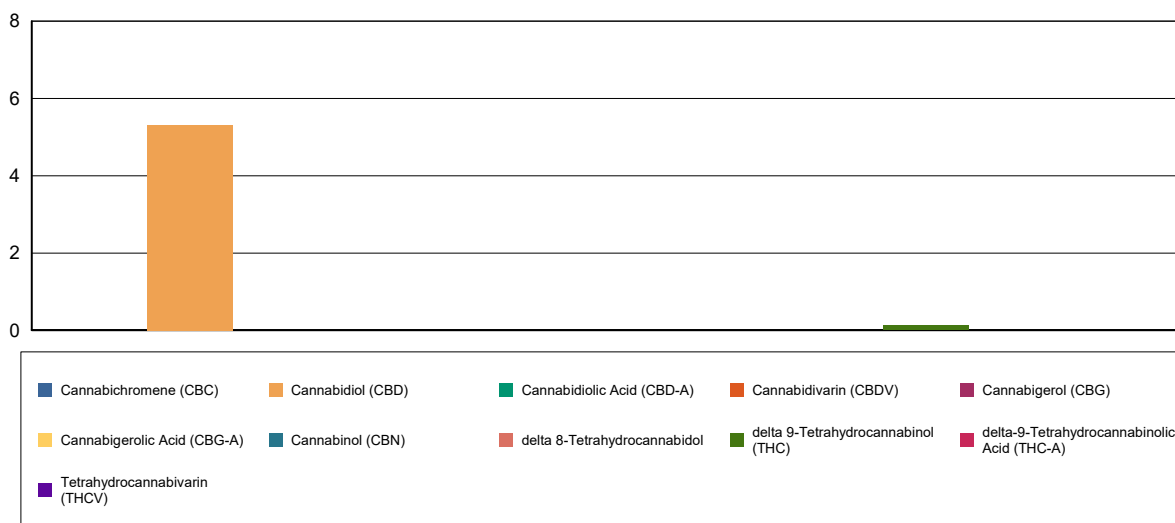 8
6
4
2
0
Cannabichromene (CBC)
Cannabidiol (CBD)
Cannabidiolic Acid (CBD-A)
Cannabidivarin (CBDV)
Cannabigerol (CBG)
Cannabigerolic Acid (CBG-A)
Cannabinol (CBN)
delta 8-Tetrahydrocannabidol
delta 9-Tetrahydrocannabinol
(THC)
delta-9-Tetrahydrocannabinolic
Acid (THC-A)
Tetrahydrocannabivarin
(THCV)